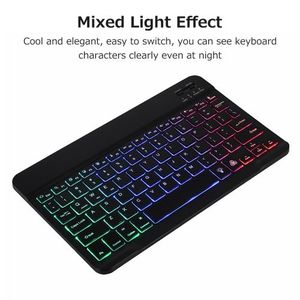 Mixed Light Effect
Cool and elegant, easy to switch, you can see keyboard
characters clearly even at night